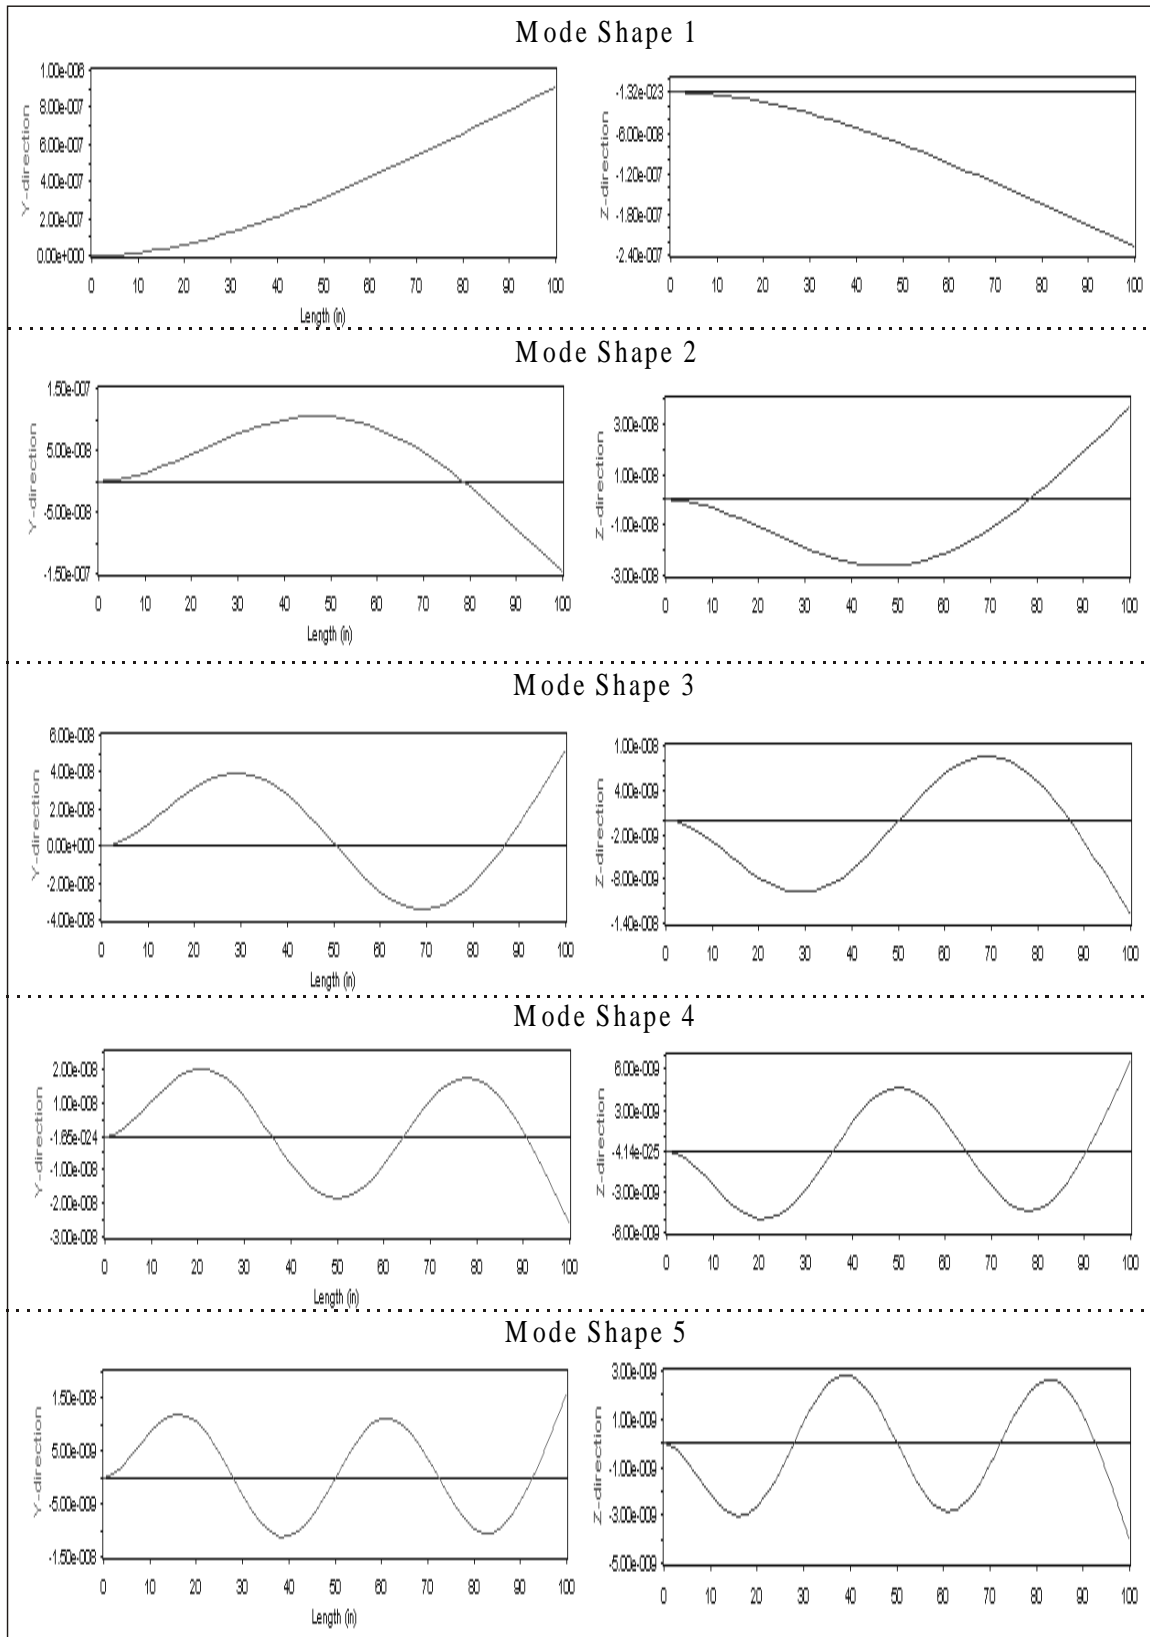 Mode Shape 1
Y-direction
1.00e-006
8.00e-007
6.00e-007
4.00e-007
2.00e-007
0.00e+000
0 10 20 30 40 50 60 70 80 90 100
Length (in)
Z-direction
-1.32e-023
-6.00e-008
-1.20e-007
-1.80e-007
-2.40e-007
0 10 20 30 40 50 60 70 80 90 100
Mode Shape 2
Y-direction
1.50e-007
5.00e-008
-5.00e-008
-1.50e-007
0 10 20 30 40 50 60 70 80 90 100
Length (in)
Z-direction
3.00e-008
1.00e-008
-1.00e-008
-3.00e-008
0 10 20 30 40 50 60 70 80 90 100
Mode Shape 3
Y-direction
6.00e-008
4.00e-008
2.00e-008
0.00e+000
-2.00e-008
-4.00e-008
0 10 20 30 40 50 60 70 80 90 100
Length (in)
Z-direction
1.00e-008
4.00e-009
-2.00e-009
-8.00e-009
-1.40e-008
0 10 20 30 40 50 60 70 80 90 100
Mode Shape 4
Y-direction
2.00e-008
1.00e-008
-1.65e-024
-1.00e-008
-2.00e-008
-3.00e-008
0 10 20 30 40 50 60 70 80 90 100
Length (in)
Z-direction
6.00e-009
3.00e-009
-4.14e-025
-3.00e-009
-6.00e-009
0 10 20 30 40 50 60 70 80 90 100
Mode Shape 5
Y-direction
1.50e-008
5.00e-009
-5.00e-009
-1.50e-008
0 10 20 30 40 50 60 70 80 90 100
Length (in)
Z-direction
3.00e-009
1.00e-009
-1.00e-009
-3.00e-009
-5.00e-009
0 10 20 30 40 50 60 70 80 90 100